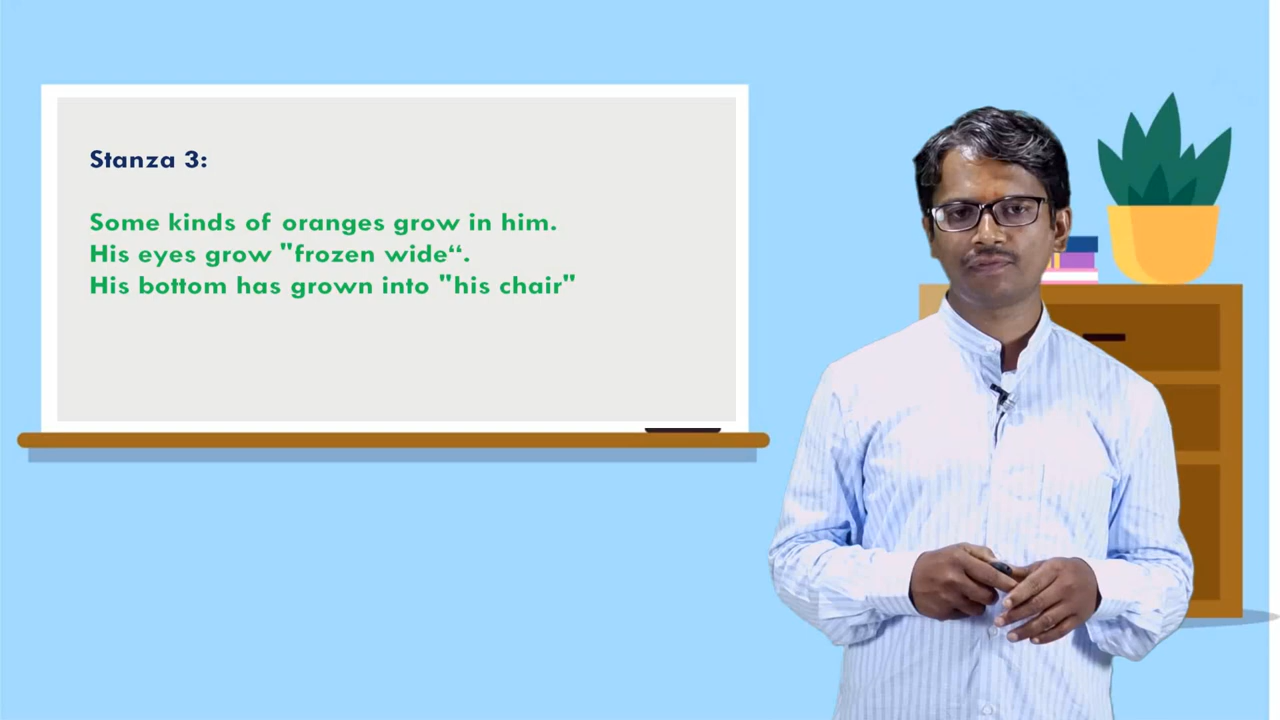 Stanza 3:
Some kinds of oranges grow in him.
His eyes grow "frozen wide“.
His bottom has grown into "his chair"